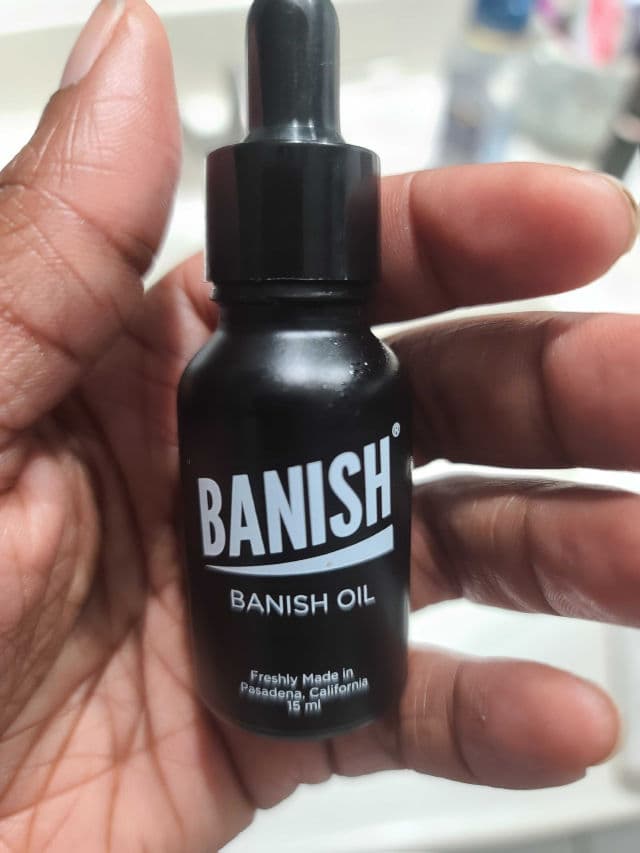 BANISH®
BANISH OIL
Freshly Made in
Pasadena, California
15 ml